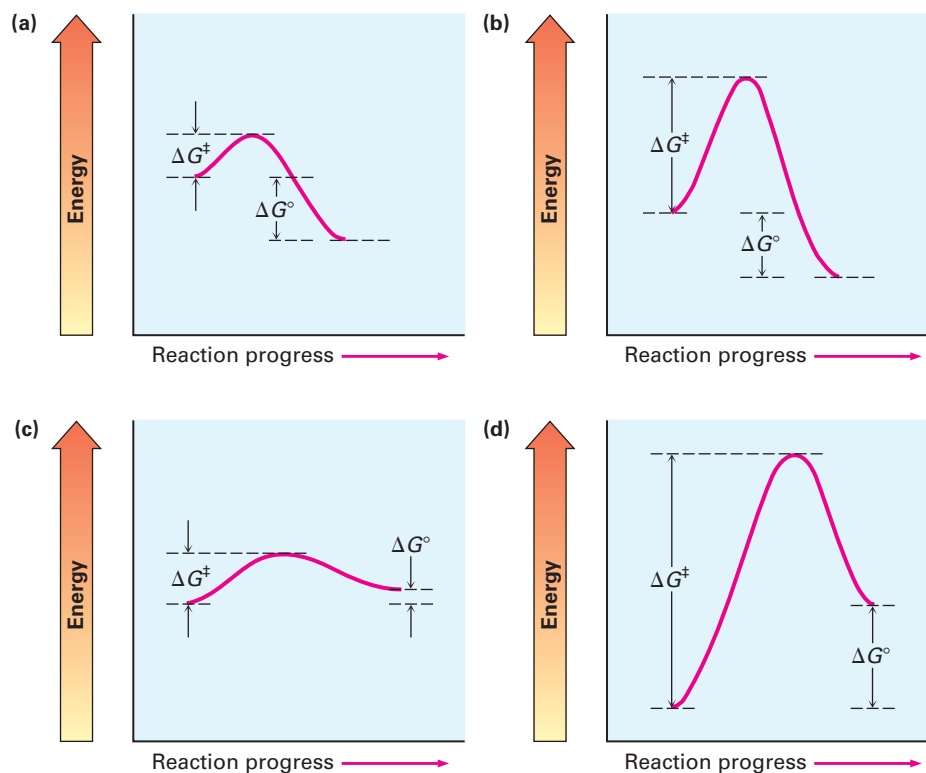 (a)
Energy
ΔG‡
ΔG°
Reaction progress
(b)
Energy
ΔG‡
ΔG°
Reaction progress
(c)
Energy
ΔG‡
ΔG°
Reaction progress
(d)
Energy
ΔG‡
ΔG°
Reaction progress